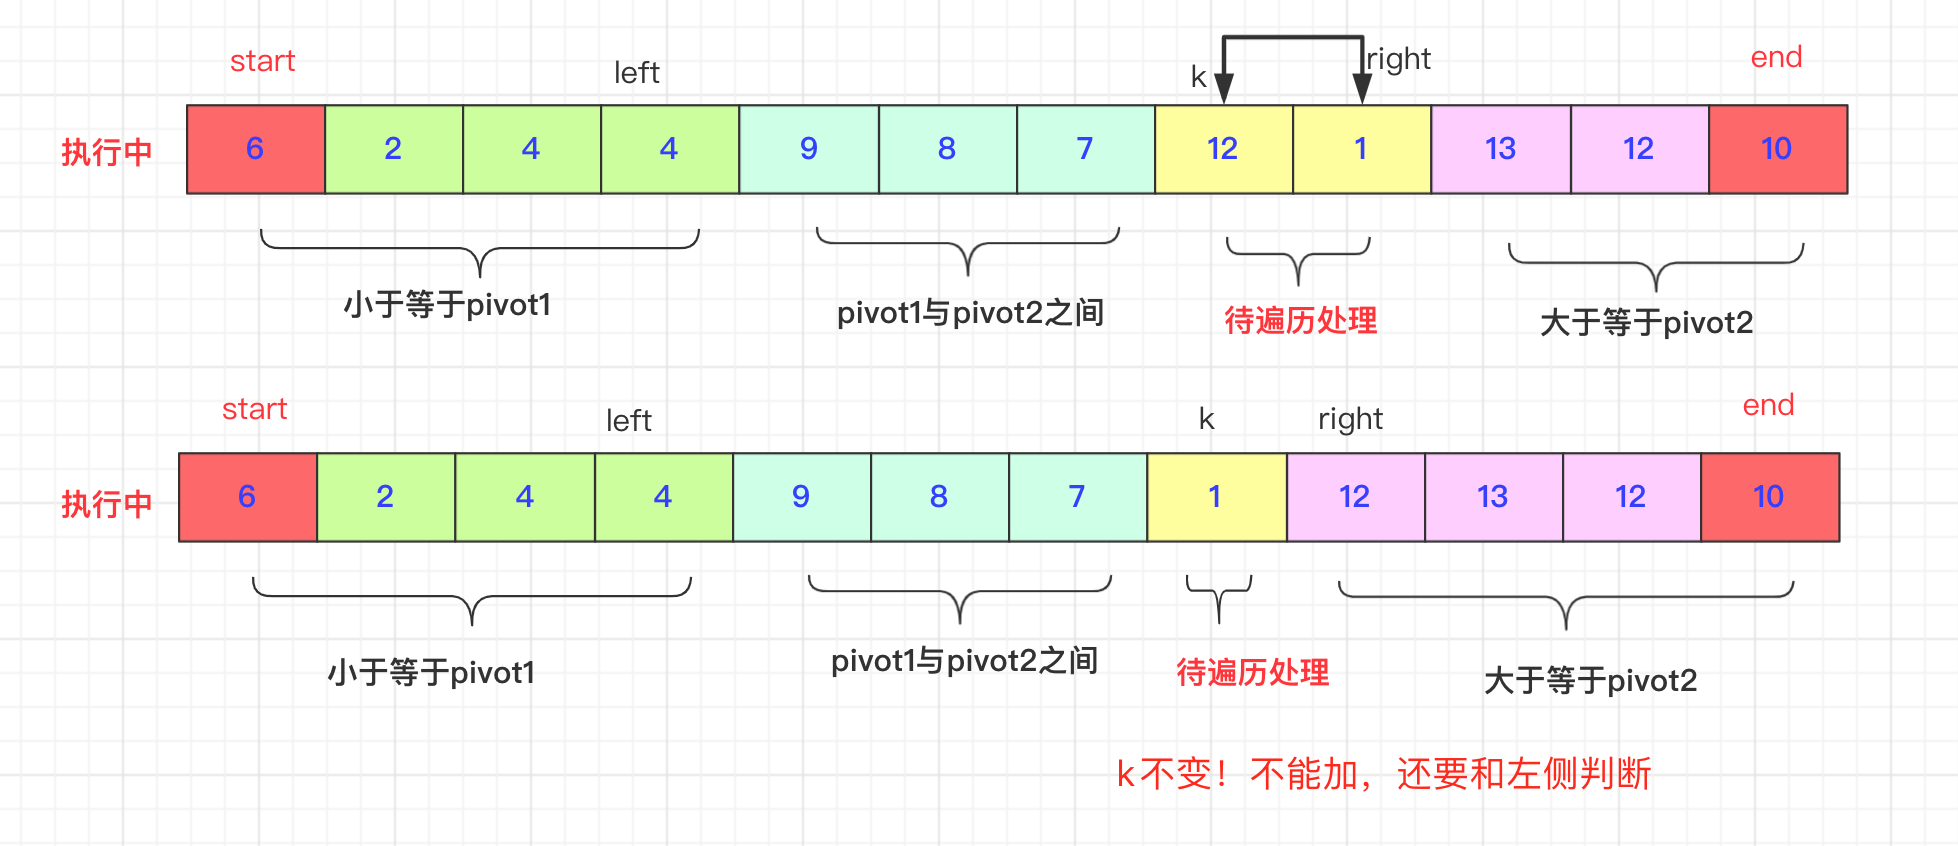 start left k right end
执行中 6 2 4 4 9 8 7 12 1 13 12 10
小于等于pivot1 pivot1与pivot2之间 待遍历处理 大于等于pivot2
start left k right end
执行中 6 2 4 4 9 8 7 1 12 13 12 10
小于等于pivot1 pivot1与pivot2之间 待遍历处理 大于等于pivot2
k不变！不能加，还要和左侧判断